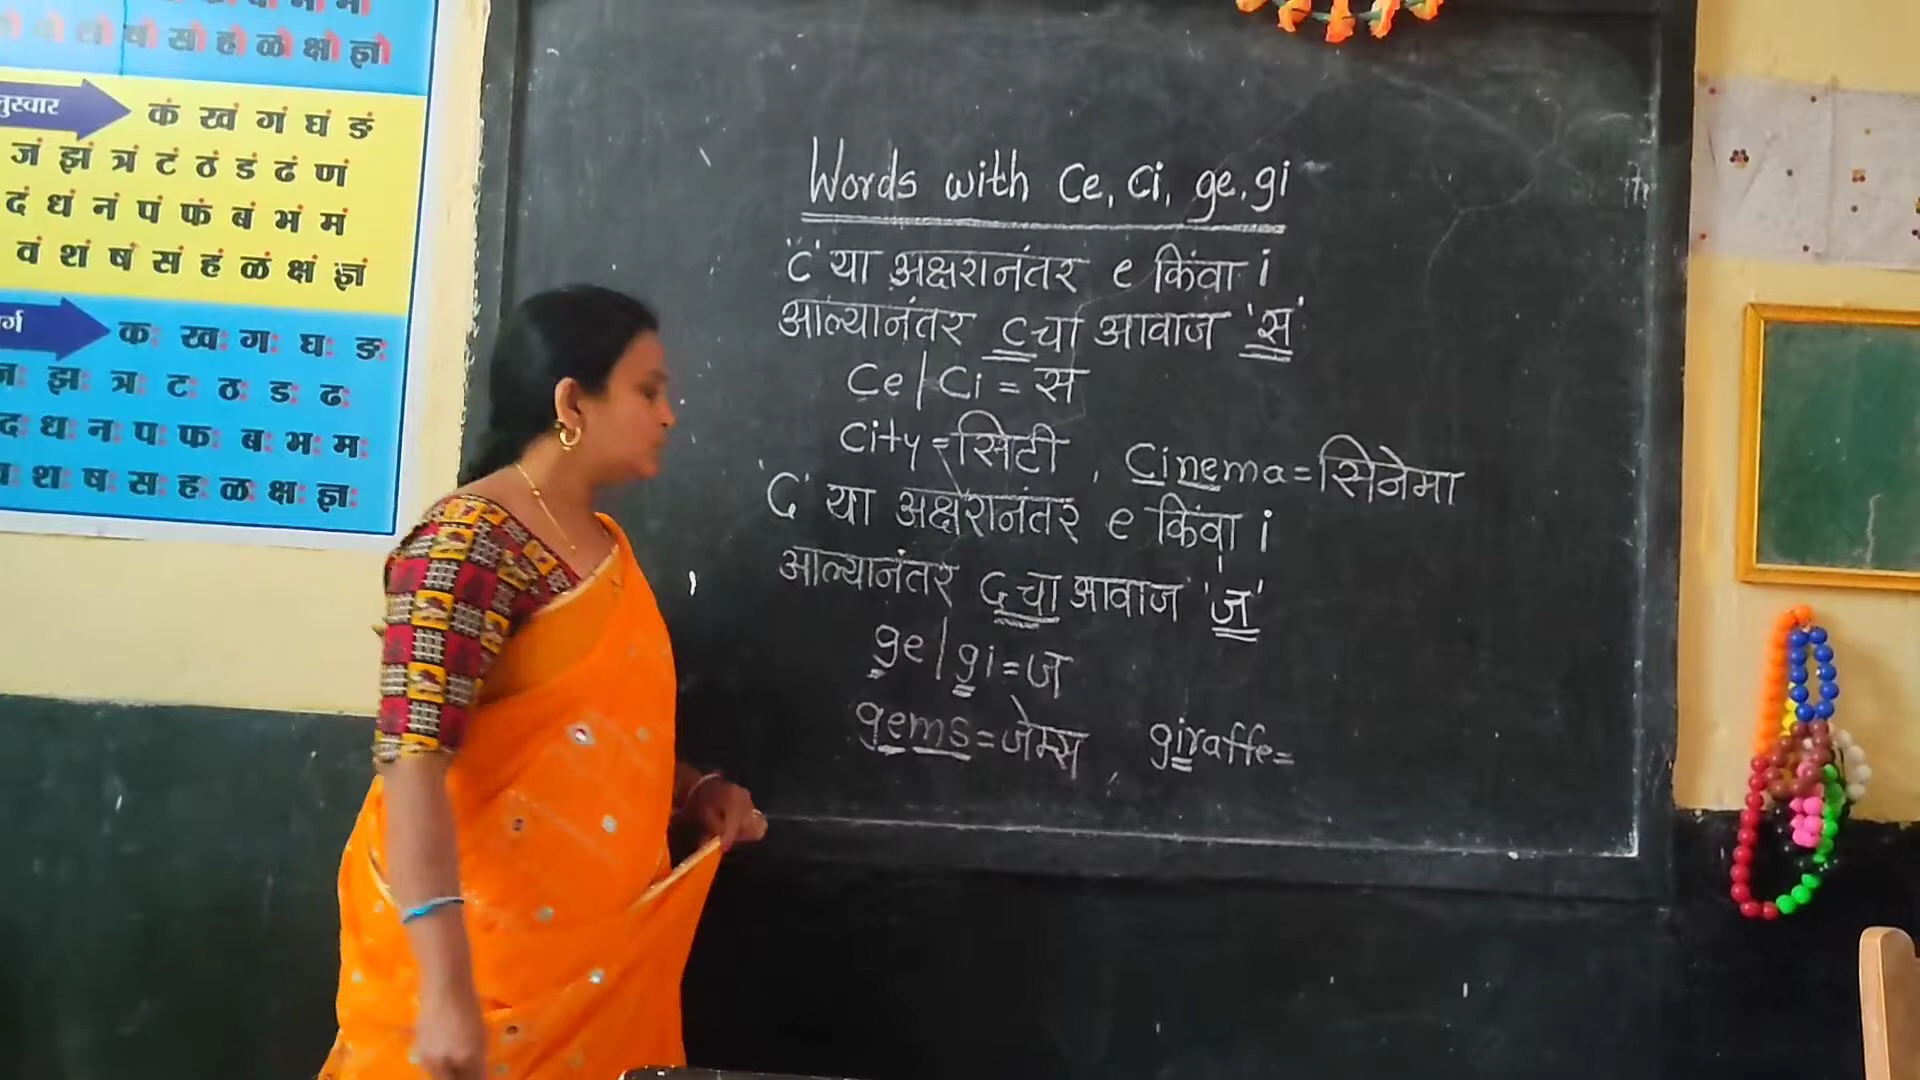 सो हो ळो क्षो ज्ञो
नुस्वार
कं खं गं घं ङं
जं झं त्रं टं ठं डं ढं णं
दं धं नं पं फं बं भं मं
वं शं षं सं हं ळं क्षं ज्ञं
र्ग
कः खः गः घः ङः
जः झः त्रः टः ठः डः ढः
दः धः नः पः फः बः भः मः
शः षः सः हः ळः क्षः ज्ञः
Words with Ce, Ci, ge, gi
'C' या अक्षरानंतर e किंवा i
आल्यानंतर c चा आवाज 'स'
Ce/Ci = स
City = सिटी , Cinema = सिनेमा
'G' या अक्षरानंतर e किंवा i
आल्यानंतर G चा आवाज 'ज'
ge/gi = ज
gems = जेम्स , giraffe =